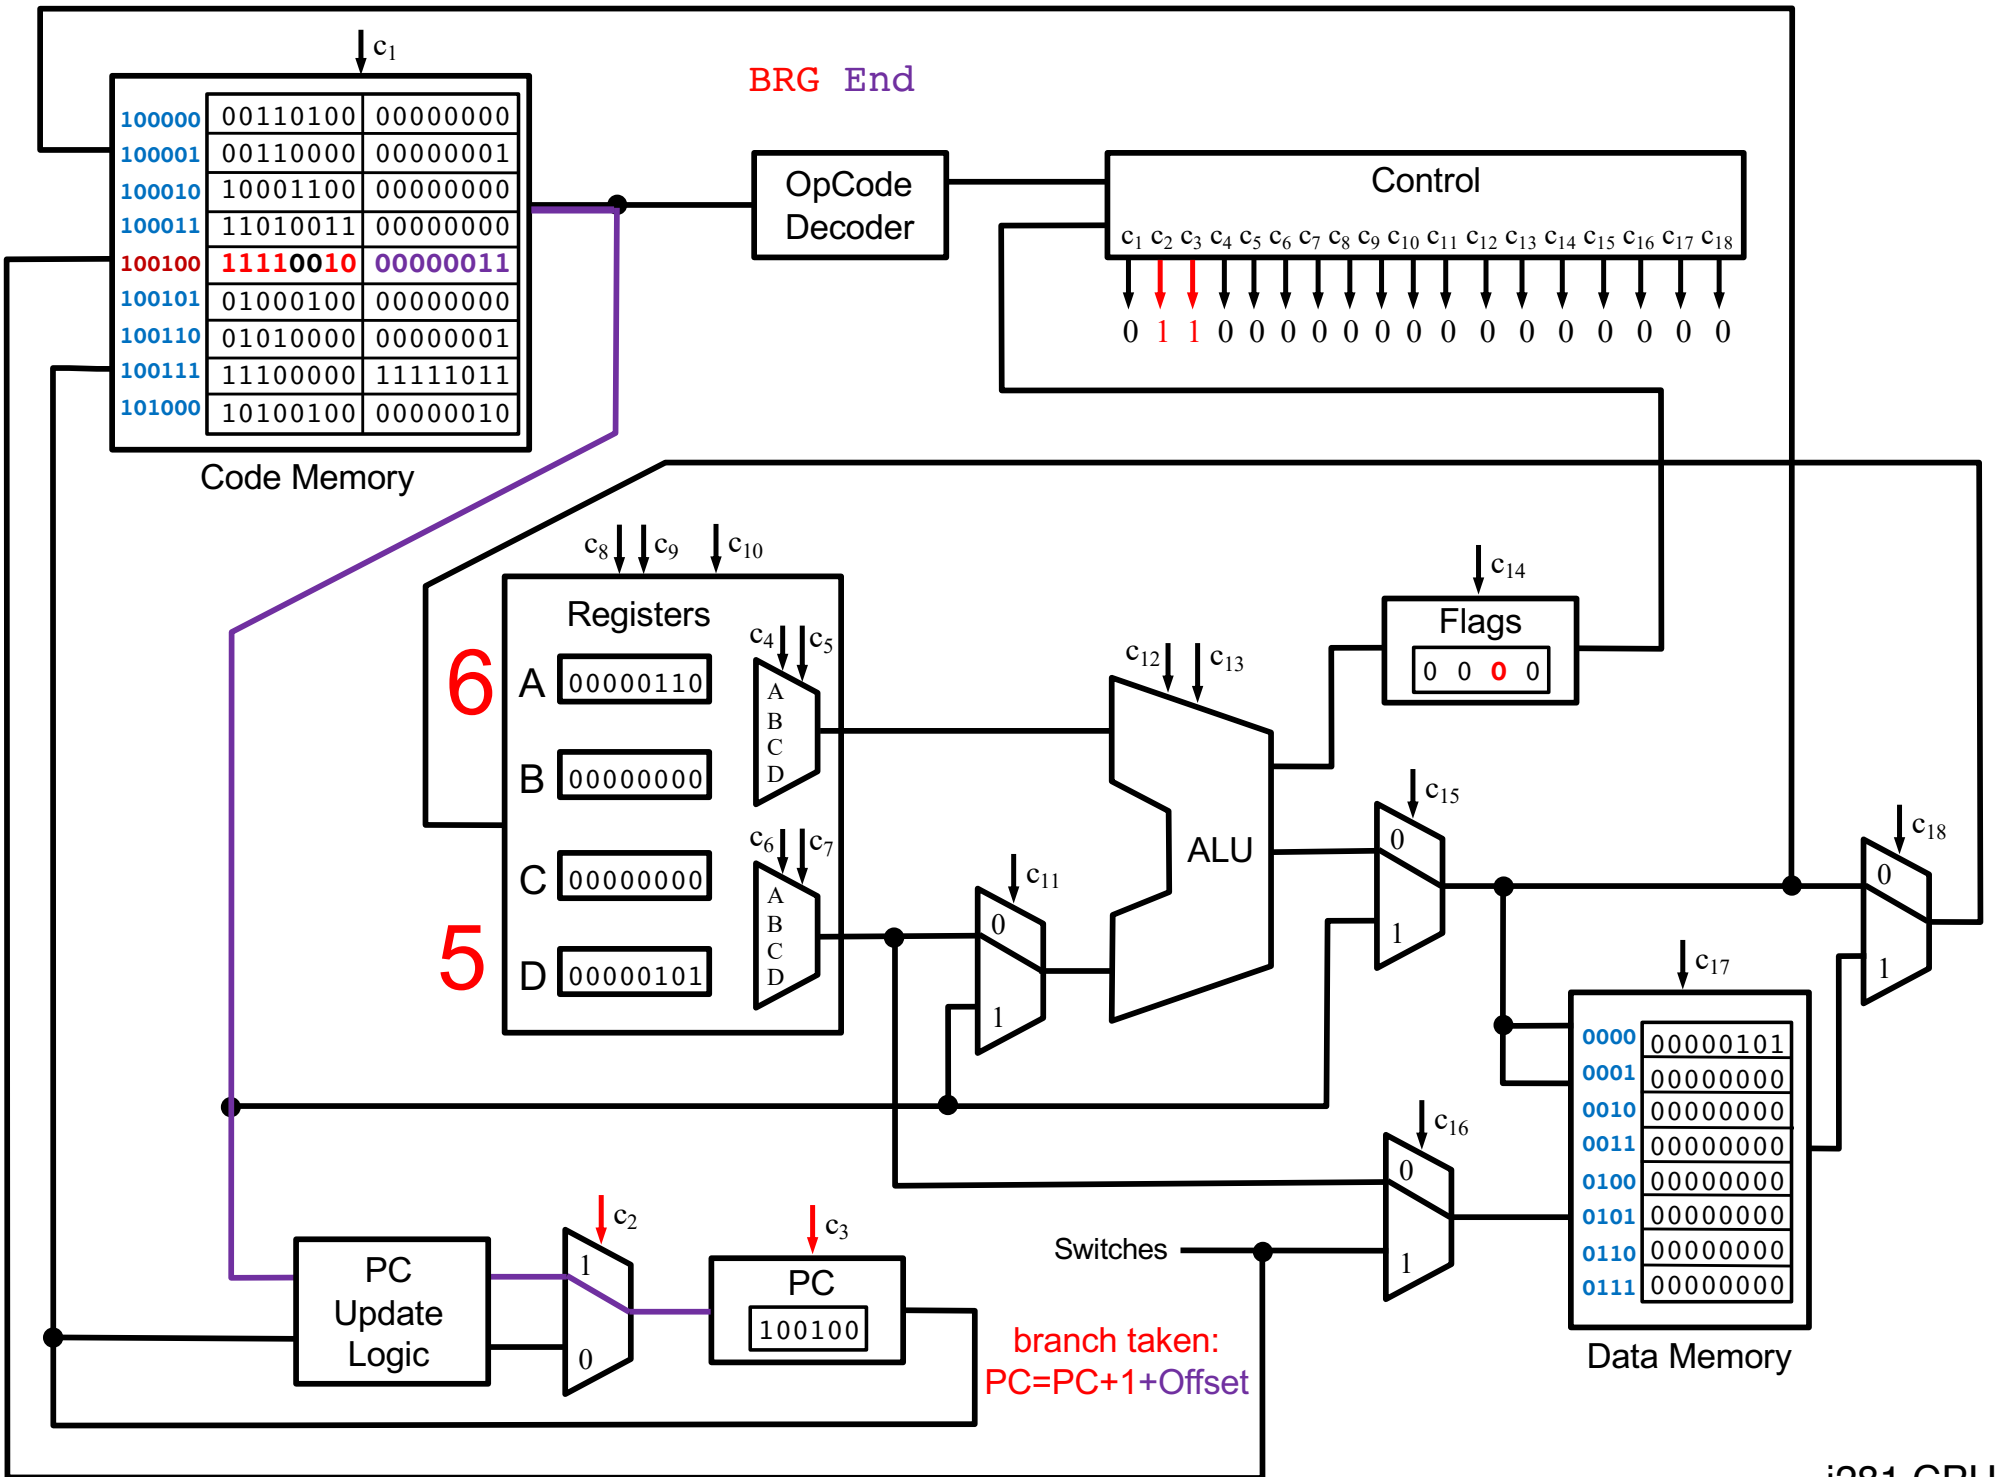 c1
BRG End
100000 00110100 00000000
100001 00110000 00000001
100010 10001100 00000000
100011 11010011 00000000
100100 11110010 00000011
100101 01000100 00000000
100110 01010000 00000001
100111 11100000 11111011
101000 10100100 00000010
Code Memory
OpCode
Decoder
Control
c1 c2 c3 c4 c5 c6 c7 c8 c9 c10 c11 c12 c13 c14 c15 c16 c17 c18
0 1 1 0 0 0 0 0 0 0 0 0 0 0 0 0 0 0
c8 c9 c10
Registers
6
A 00000110
B 00000000
C 00000000
5
D 00000101
c4 c5
A
B
C
D
c6 c7
A
B
C
D
c11
0
1
c12 c13
ALU
c14
Flags
0 0 0 0
c15
0
1
c18
0
1
c17
0000 00000101
0001 00000000
0010 00000000
0011 00000000
0100 00000000
0101 00000000
0110 00000000
0111 00000000
Data Memory
c16
0
1
Switches
PC
Update
Logic
c2
1
0
c3
PC
100100
branch taken:
PC=PC+1+Offset